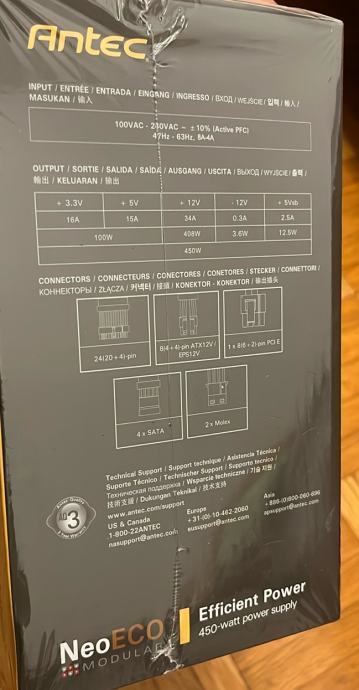 Antec
INPUT / ENTRÉE / ENTRADA / EINGANG / INGRESSO / ВХОД / WEJŚCIE / 입력 / 輸入 /
MASUKAN / 输入
100VAC - 240VAC ~ ±10% (Active PFC)
47Hz - 63Hz, 8A-4A
OUTPUT / SORTIE / SALIDA / SAÍDA / AUSGANG / USCITA / ВЫХОД / WYJŚCIE / 출력 /
輸出 / KELUARAN / 输出
+ 3.3V + 5V + 12V - 12V + 5Vsb
16A 15A 34A 0.3A 2.5A
100W 408W 3.6W 12.5W
450W
CONNECTORS / CONNECTEURS / CONECTORES / CONETORES / STECKER / CONNETTORI /
КОННЕКТОРЫ / ZŁĄCZA / 커넥터 / 接頭 / KONEKTOR - KONEKTOR / 输出插头
24(20+4)-pin
8(4+4)-pin ATX12V /
EPS12V
1 x 8(6+2)-pin PCI E
4 x SATA
2 x Molex
Technical Support / Support technique / Asistencia Técnica /
Suporte Técnico / Technischer Support / Supporto tecnico /
Техническая поддержка / Wsparcie techniczne / 기술 지원 /
技術支援 / Dukungan Teknikal / 技术支持
www.antec.com/support
US & Canada
1-800-22ANTEC
nasupport@antec.com
Europe
+31-(0)-10-462-2060
eusupport@antec.com
Asia
+886-(0)800-060-696
apsupport@antec.com
Antec Quality
AQ3
3 Year Warranty
NeoECO
MODULAR
Efficient Power
450-watt power supply